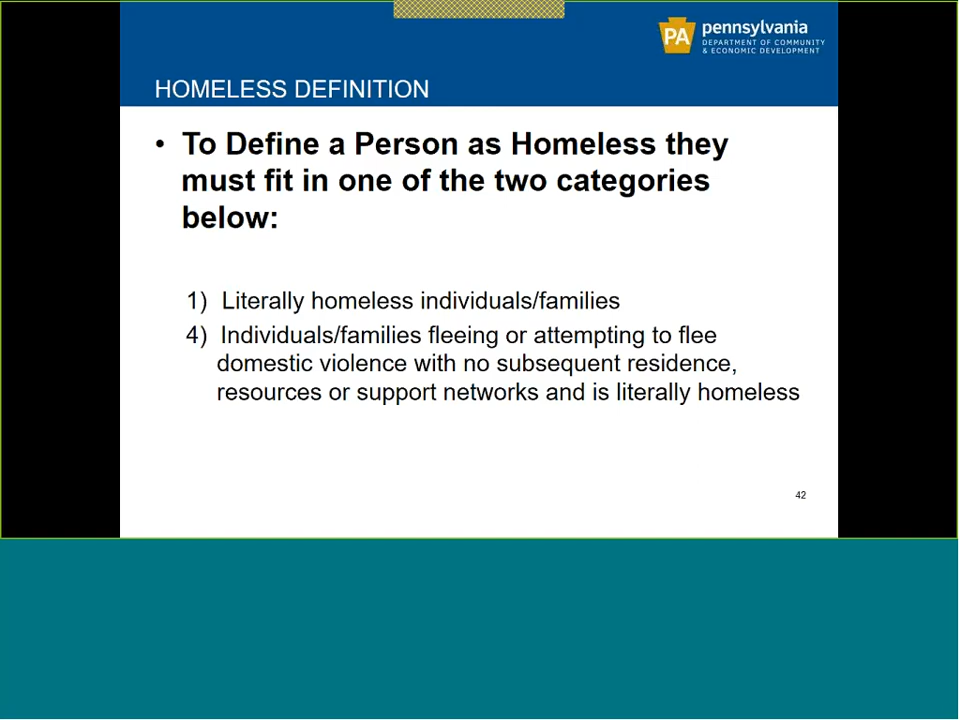 PA pennsylvania
DEPARTMENT OF COMMUNITY
& ECONOMIC DEVELOPMENT
HOMELESS DEFINITION
• To Define a Person as Homeless they
must fit in one of the two categories
below:
1) Literally homeless individuals/families
4) Individuals/families fleeing or attempting to flee
domestic violence with no subsequent residence,
resources or support networks and is literally homeless
42